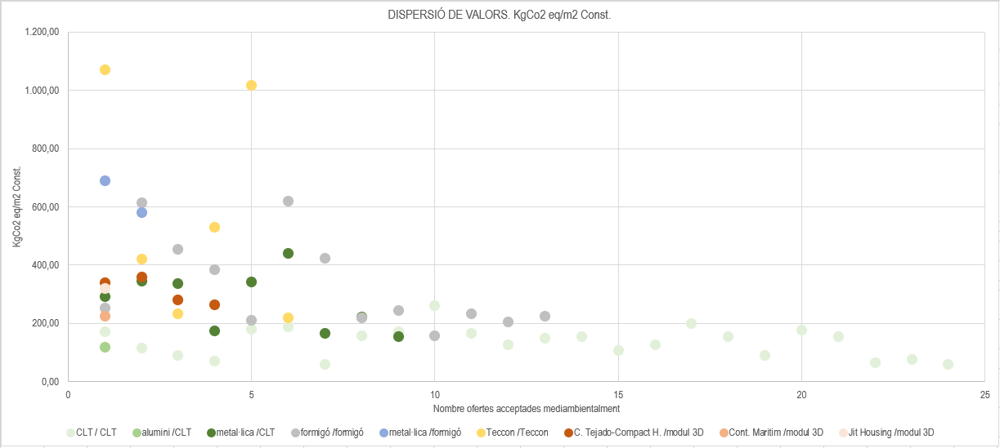 DISPERSIÓ DE VALORS. KgCo2 eq/m2 Const.
1.200,00
1.000,00
800,00
600,00
400,00
200,00
0,00
KgCo2 eq/m2 Const.
0 5 10 15 20 25
Nombre ofertes acceptades mediambientalment
CLT / CLT alumini /CLT metal·lica /CLT formigó /formigó metal·lica /formigó Teccon /Teccon C. Tejado-Compact H. /modul 3D Cont. Maritim /modul 3D Jit Housing /modul 3D